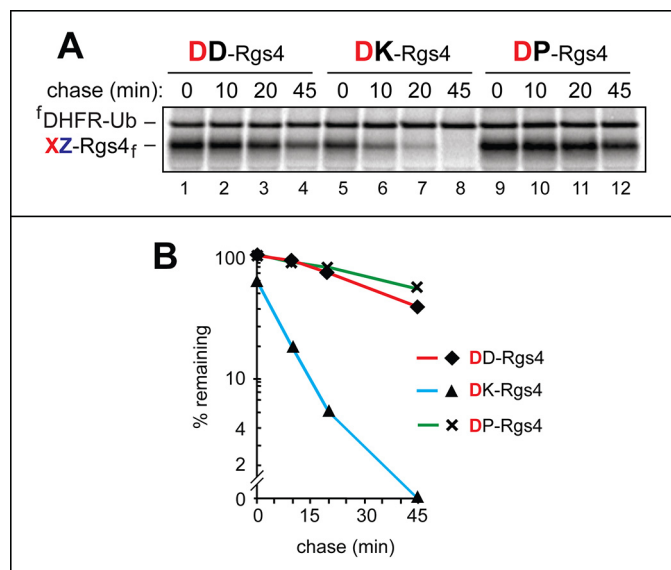 A
DD-Rgs4 DK-Rgs4 DP-Rgs4
chase (min): 0 10 20 45 0 10 20 45 0 10 20 45
fDHFR-Ub –
XZ-Rgs4f –
1 2 3 4 5 6 7 8 9 10 11 12
B
100
10
4
2
0
% remaining
0 15 30 45
chase (min)
DD-Rgs4
DK-Rgs4
DP-Rgs4